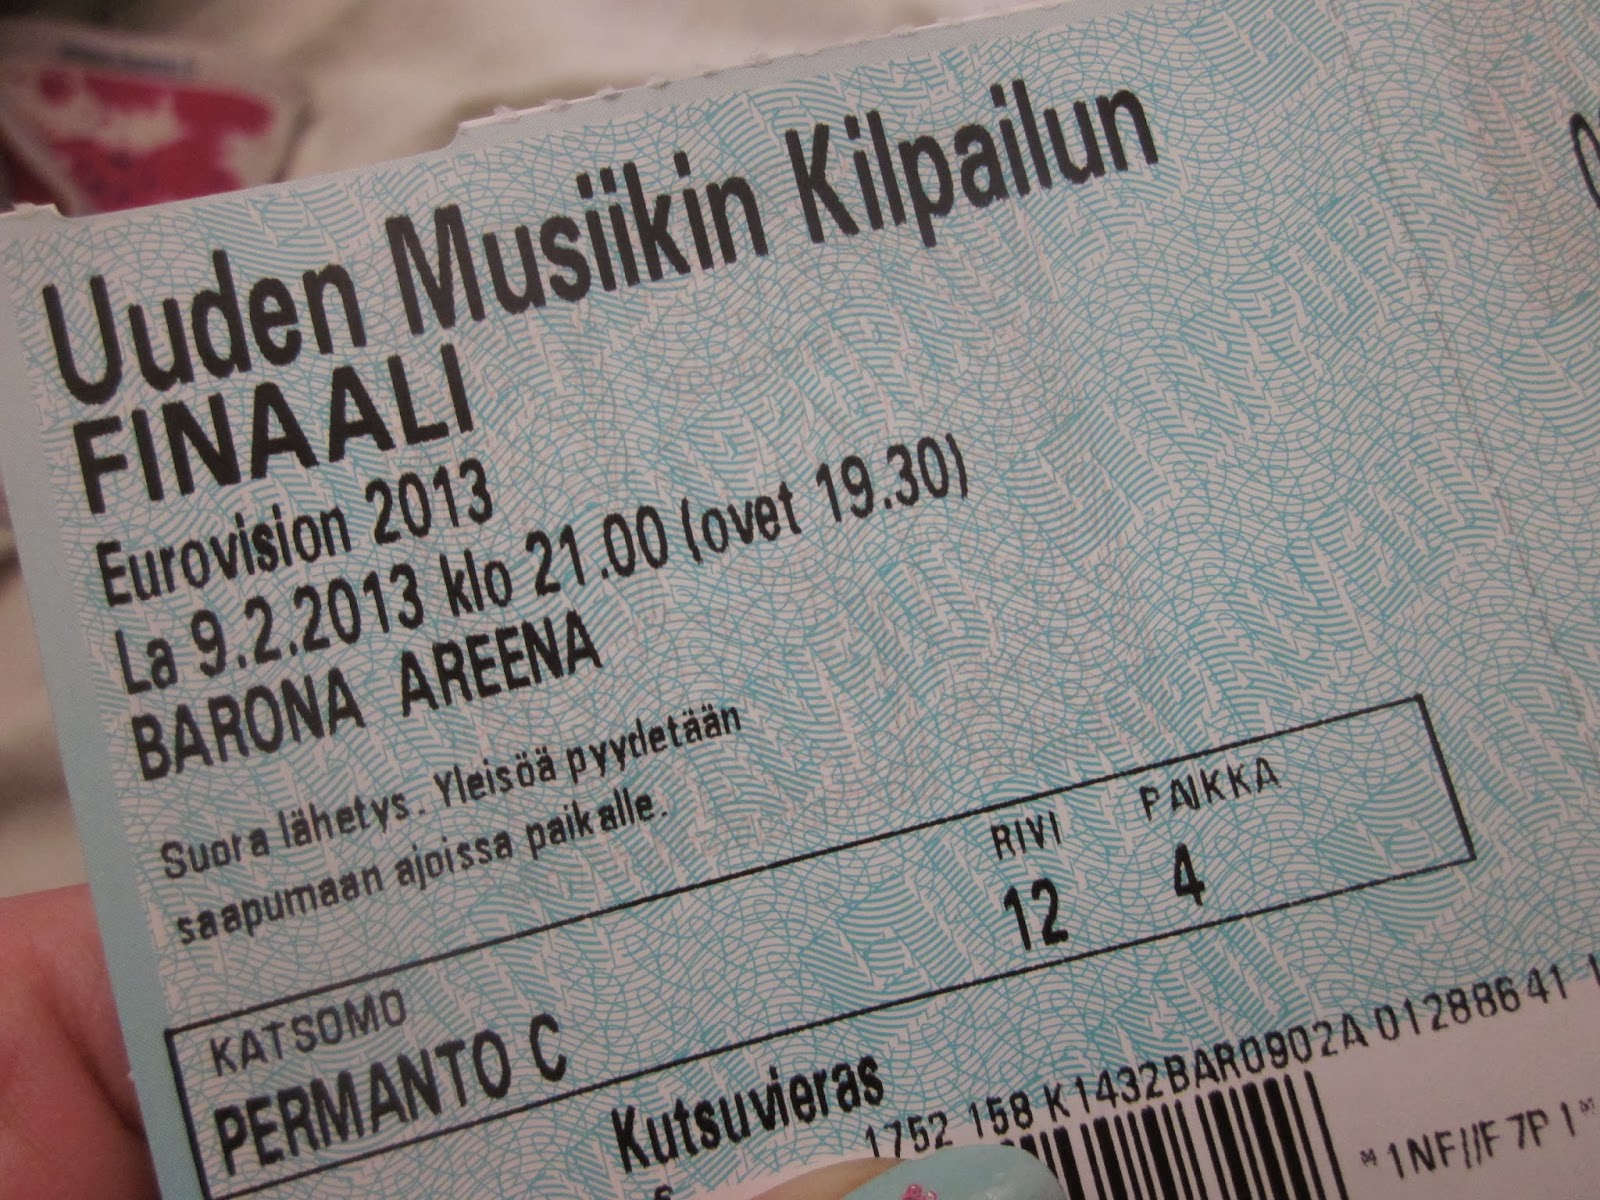 Uuden Musiikin Kilpailun
FINAALI
Eurovision 2013
La 9.2.2013 klo 21.00 (ovet 19.30)
BARONA AREENA
Suora lähetys. Yleisöä pyydetään
saapumaan ajoissa paikalle.
KATSOMO RIVI PAIKKA
PERMANTO C 12 4
Kutsuvieras
1752 158 K1432BAR0902A 01288641